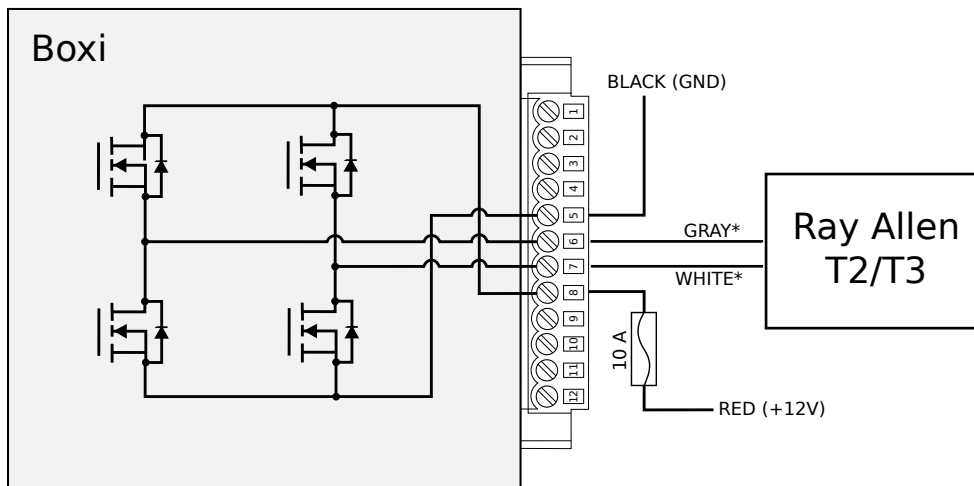 Boxi
BLACK (GND)
1
2
3
4
5
6
7
8
9
10
11
12
GRAY*
WHITE*
Ray Allen
T2/T3
10 A
RED (+12V)